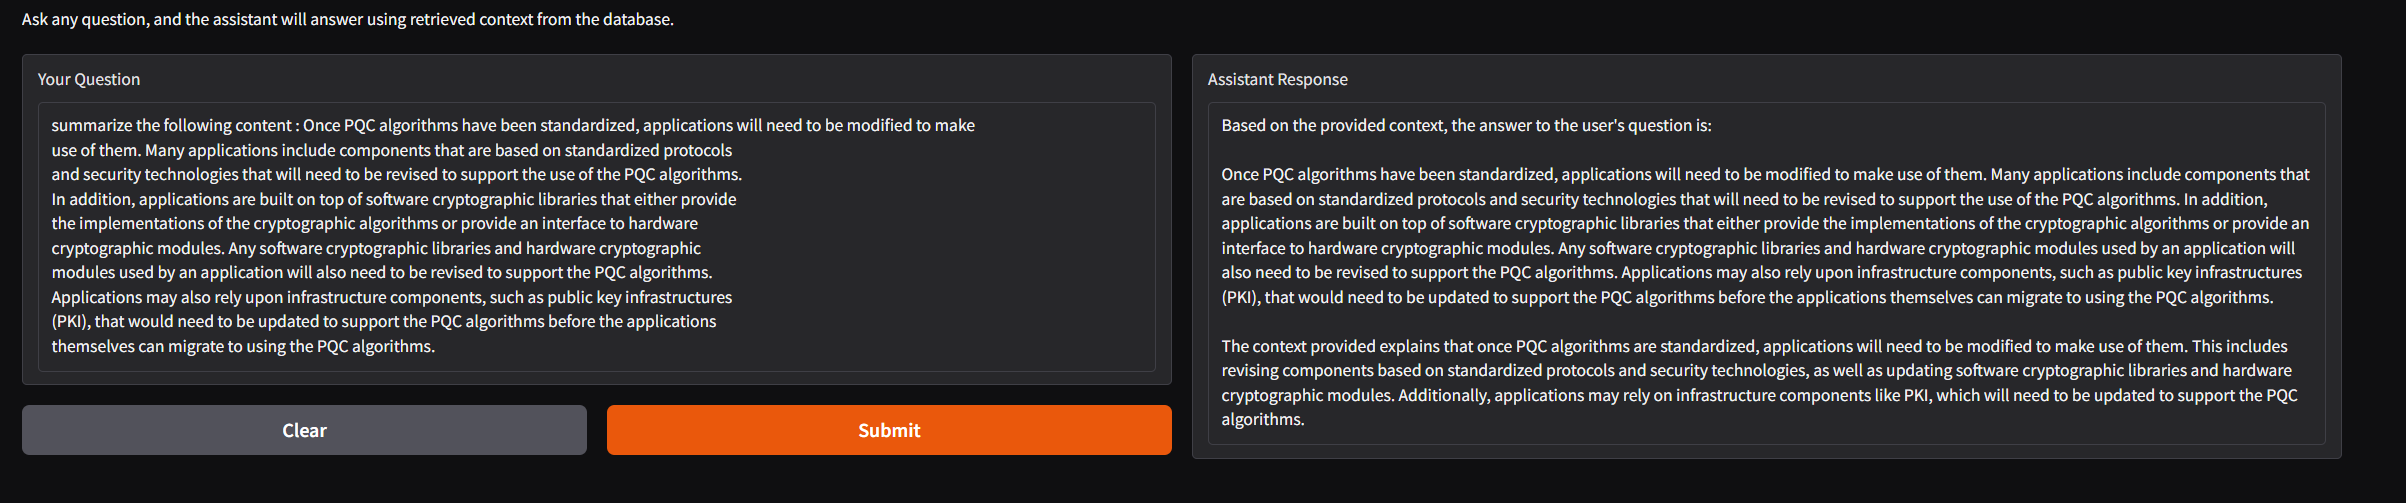 Ask any question, and the assistant will answer using retrieved context from the database.
Your Question
summarize the following content : Once PQC algorithms have been standardized, applications will need to be modified to make
use of them. Many applications include components that are based on standardized protocols
and security technologies that will need to be revised to support the use of the PQC algorithms.
In addition, applications are built on top of software cryptographic libraries that either provide
the implementations of the cryptographic algorithms or provide an interface to hardware
cryptographic modules. Any software cryptographic libraries and hardware cryptographic
modules used by an application will also need to be revised to support the PQC algorithms.
Applications may also rely upon infrastructure components, such as public key infrastructures
(PKI), that would need to be updated to support the PQC algorithms before the applications
themselves can migrate to using the PQC algorithms.
Clear
Submit
Assistant Response
Based on the provided context, the answer to the user's question is:
Once PQC algorithms have been standardized, applications will need to be modified to make use of them. Many applications include components that
are based on standardized protocols and security technologies that will need to be revised to support the use of the PQC algorithms. In addition,
applications are built on top of software cryptographic libraries that either provide the implementations of the cryptographic algorithms or provide an
interface to hardware cryptographic modules. Any software cryptographic libraries and hardware cryptographic modules used by an application will
also need to be revised to support the PQC algorithms. Applications may also rely upon infrastructure components, such as public key infrastructures
(PKI), that would need to be updated to support the PQC algorithms before the applications themselves can migrate to using the PQC algorithms.
The context provided explains that once PQC algorithms are standardized, applications will need to be modified to make use of them. This includes
revising components based on standardized protocols and security technologies, as well as updating software cryptographic libraries and hardware
cryptographic modules. Additionally, applications may rely on infrastructure components like PKI, which will need to be updated to support the PQC
algorithms.